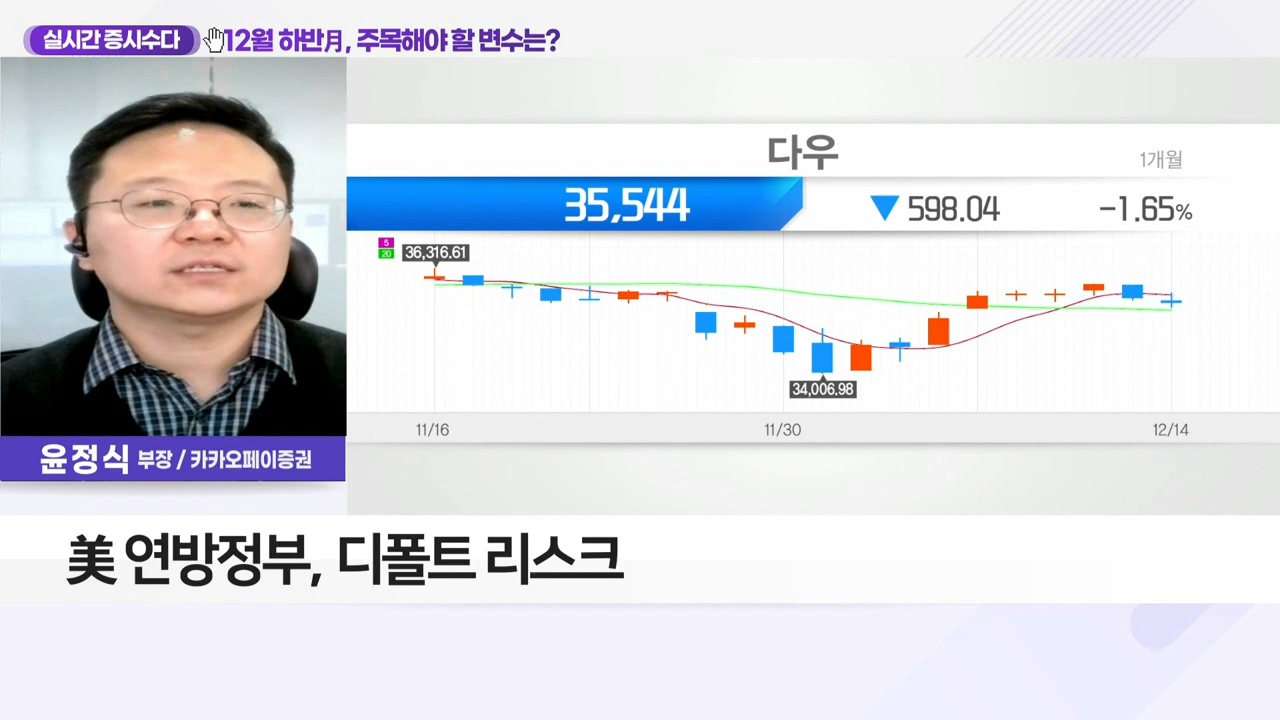 실시간 증시수다
12월 하반月, 주목해야 할 변수는?
다우
1개월
35,544
▼ 598.04
-1.65%
5
20
36,316.61
34,006.98
11/16
11/30
12/14
윤정식 부장 / 카카오페이증권
美 연방정부, 디폴트 리스크